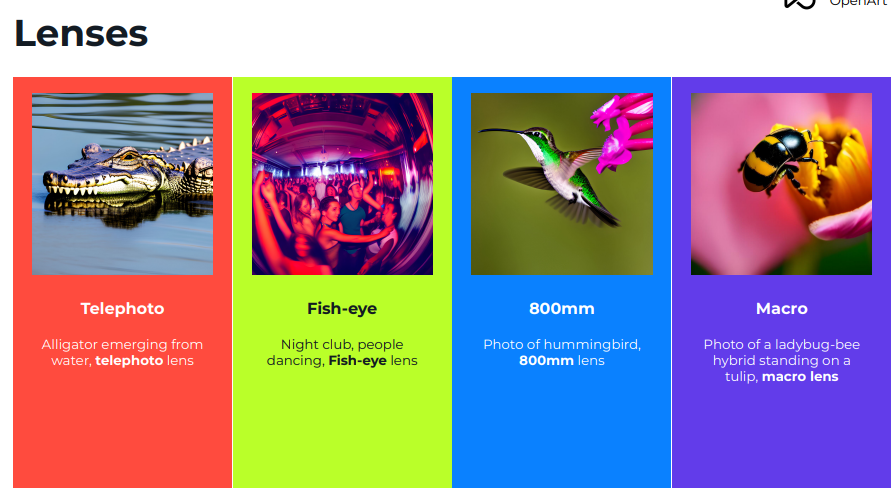 OpenArt
Lenses
Telephoto
Alligator emerging from
water, telephoto lens
Fish-eye
Night club, people
dancing, Fish-eye lens
800mm
Photo of hummingbird,
800mm lens
Macro
Photo of a ladybug-bee
hybrid standing on a
tulip, macro lens